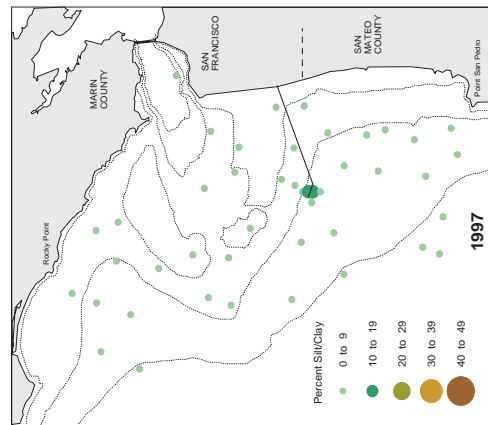 MARIN
COUNTY
SAN
FRANCISCO
SAN
MATEO
COUNTY
Point San Pedro
Rocky Point
1997
Percent Silt/Clay
0 to 9
10 to 19
20 to 29
30 to 39
40 to 49